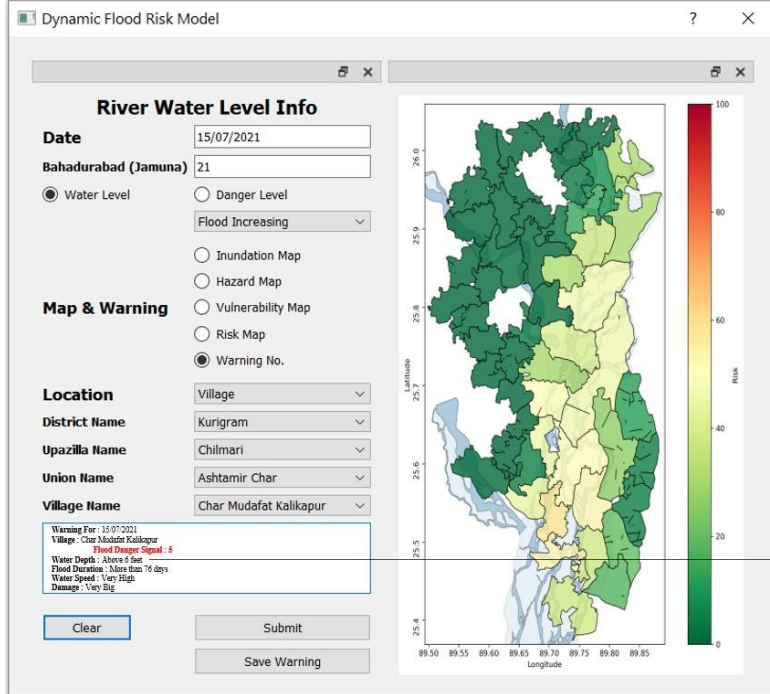 Dynamic Flood Risk Model
?
River Water Level Info
Date 15/07/2021
Bahadurabad (Jamuna) 21
Water Level Danger Level
Flood Increasing
Inundation Map
Hazard Map
Map & Warning Vulnerability Map
Risk Map
Warning No.
Location Village
District Name Kurigram
Upazilla Name Chilmari
Union Name Ashtamir Char
Village Name Char Mudafat Kalikapur
Warning For : 15/07/2021
Village : Char Mudafat Kalikapur
Flood Danger Signal : 5
Water Depth : Above 6 feet
Flood Duration : More than 76 days
Water Speed : Very High
Damage : Very Big
Clear Submit
Save Warning
Latitude
26.0
25.9
25.8
25.7
25.6
25.5
25.4
89.50 89.55 89.60 89.65 89.70 89.75 89.80 89.85
Longitude
100
80
60
40
20
0
Risk